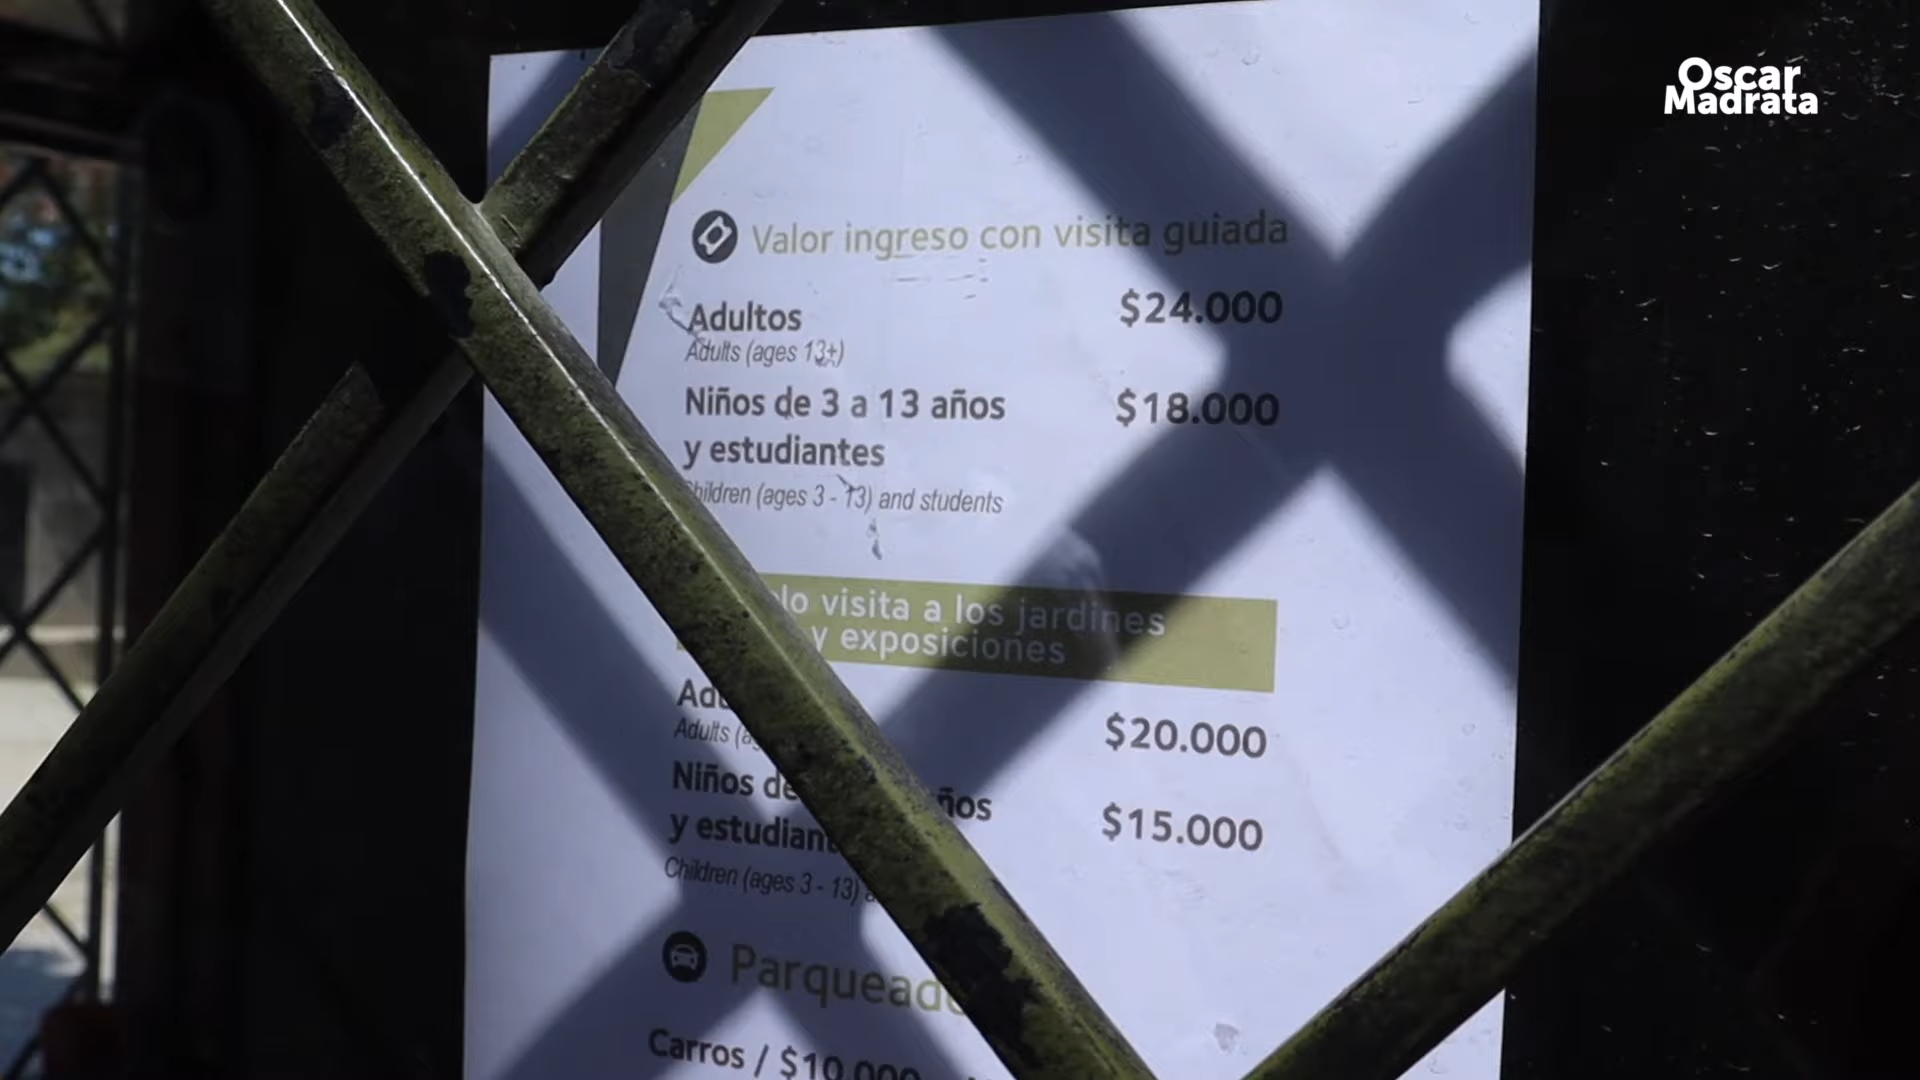 Oscar
Madrata
Valor ingreso con visita guiada
Adultos $24.000
Adults (ages 13+)
Niños de 3 a 13 años $18.000
y estudiantes
Children (ages 3 - 13) and students
visita a los jardines
y exposiciones
$20.000
Adults
Niños $15.000
Children (ages 3 - 13)
Carros / $10.000